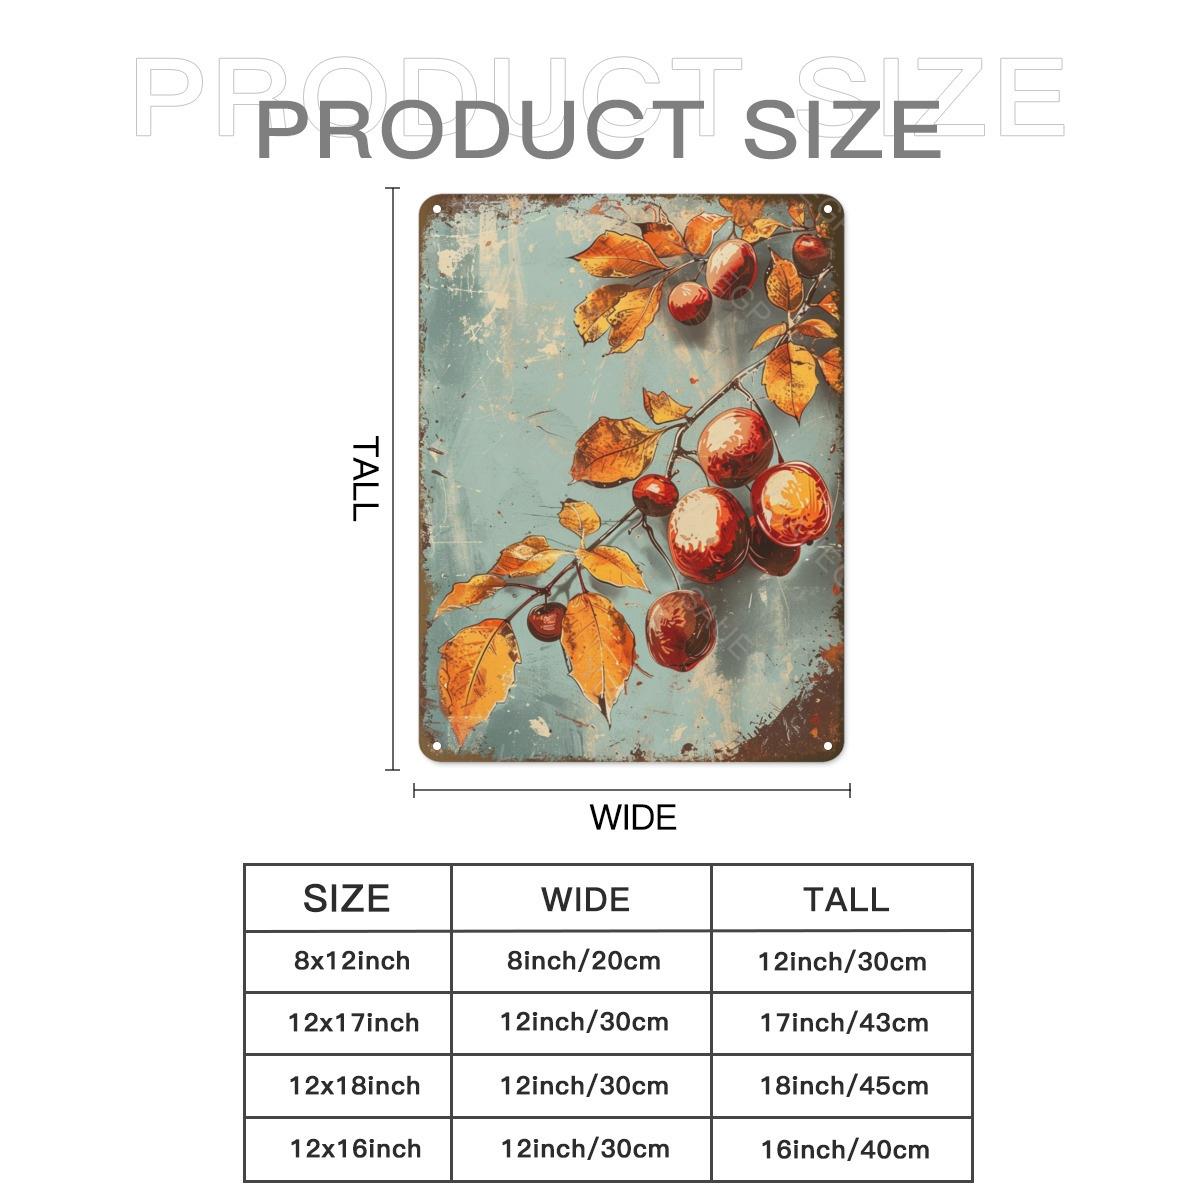 PRODUCT SIZE
PRODUCT SIZE
TALL
WIDE
SIZE WIDE TALL
8x12inch 8inch/20cm 12inch/30cm
12x17inch 12inch/30cm 17inch/43cm
12x18inch 12inch/30cm 18inch/45cm
12x16inch 12inch/30cm 16inch/40cm